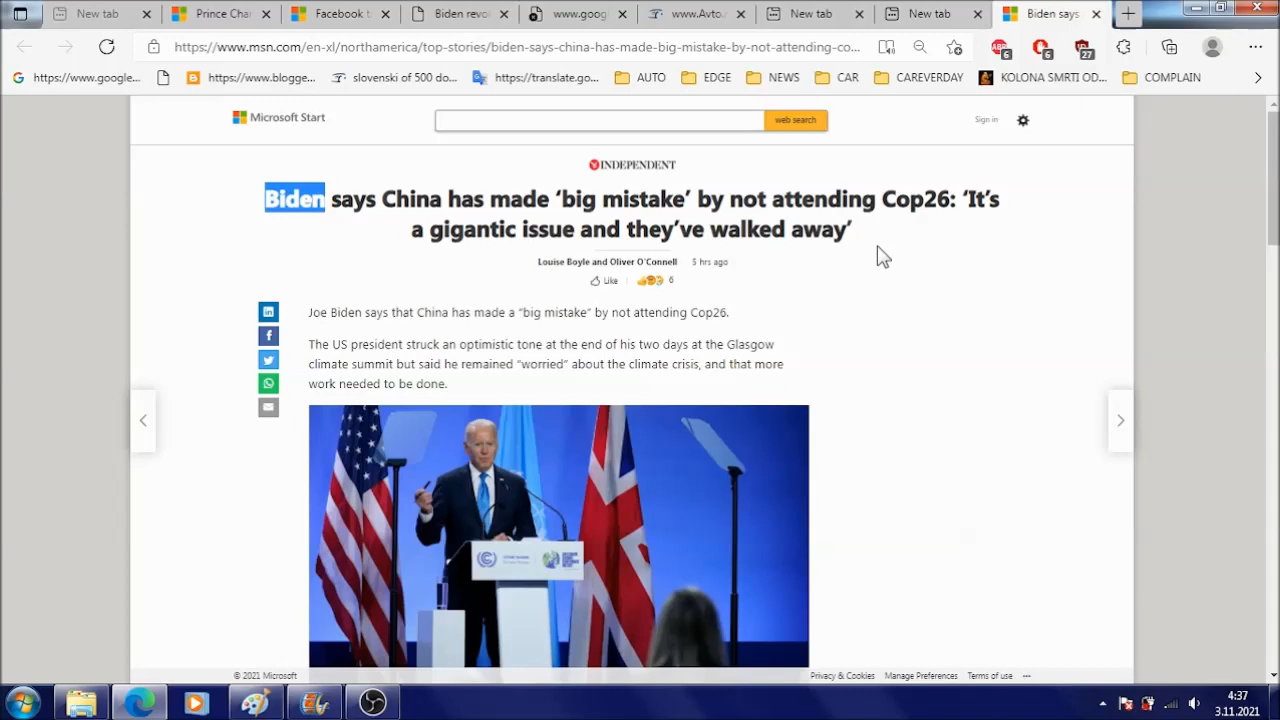 New tab
Prince Cha
Facebook t
Biden revo
www.goog
www.Avto.
New tab
New tab
Biden says
https://www.msn.com/en-xl/northamerica/top-stories/biden-says-china-has-made-big-mistake-by-not-attending-co...
6
6
27
https://www.google...
https://www.blogge...
slovenski of 500 do...
https://translate.go...
AUTO
EDGE
NEWS
CAR
CAREVERDAY
KOLONA SMRTI OD...
COMPLAIN
Microsoft Start
web search
Sign in
INDEPENDENT
Biden says China has made ‘big mistake’ by not attending Cop26: ‘It’s
a gigantic issue and they’ve walked away’
Louise Boyle and Oliver O'Connell 5 hrs ago
Like 6
Joe Biden says that China has made a “big mistake” by not attending Cop26.
The US president struck an optimistic tone at the end of his two days at the Glasgow
climate summit but said he remained “worried” about the climate crisis, and that more
work needed to be done.
© 2021 Microsoft
Privacy & Cookies Manage Preferences Terms of use ...
4:37
3.11.2021